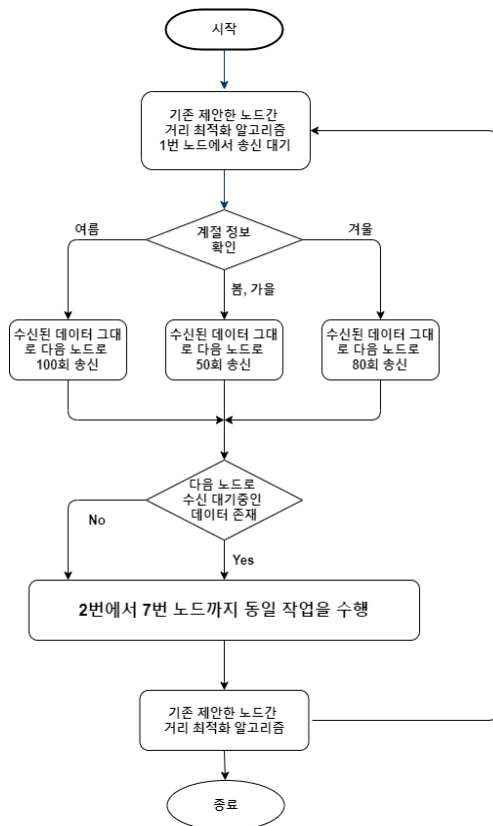 시작
기존 제안한 노드간
거리 최적화 알고리즘
1번 노드에서 송신 대기
계절 정보
확인
여름
봄, 가을
겨울
수신된 데이터 그대
로 다음 노드로
100회 송신
수신된 데이터 그대
로 다음 노드로
50회 송신
수신된 데이터 그대
로 다음 노드로
80회 송신
다음 노드로
수신 대기중인
데이터 존재
No
Yes
2번에서 7번 노드까지 동일 작업을 수행
기존 제안한 노드간
거리 최적화 알고리즘
종료